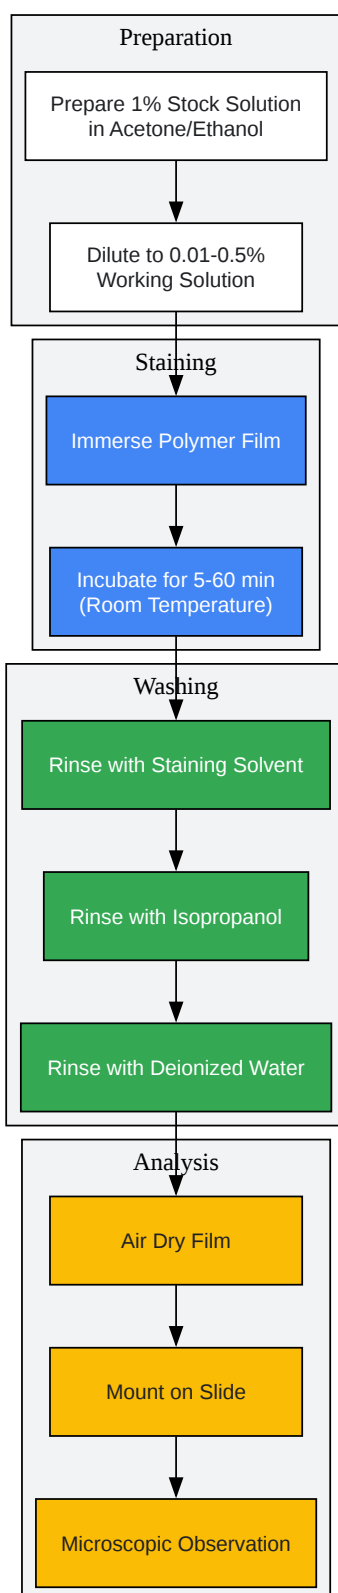 Preparation
Prepare 1% Stock Solution
in Acetone/Ethanol
Dilute to 0.01-0.5%
Working Solution
Staining
Immerse Polymer Film
Incubate for 5-60 min
(Room Temperature)
Washing
Rinse with Staining Solvent
Rinse with Isopropanol
Rinse with Deionized Water
Analysis
Air Dry Film
Mount on Slide
Microscopic Observation